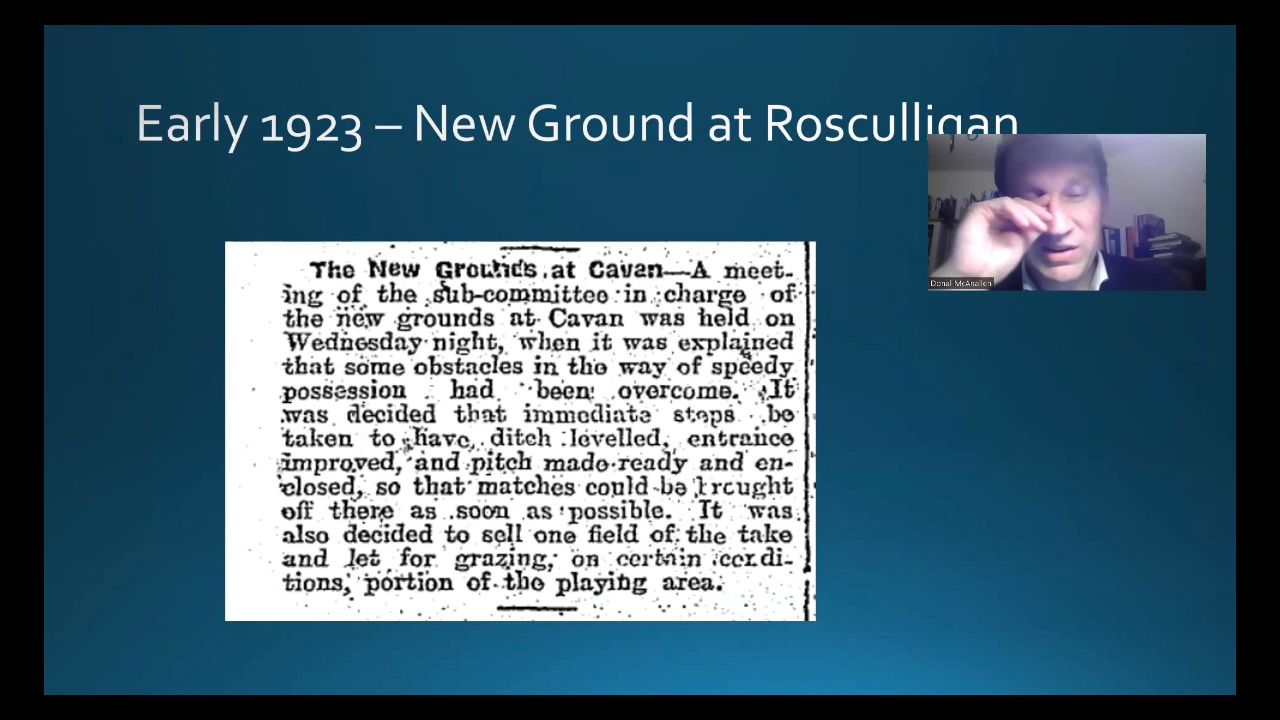 Early 1923 – New Ground at Rosculligan
Donal McAnallen
The New Grounds at Cavan—A meet-
ing of the sub-committee in charge of
the new grounds at Cavan was held on
Wednesday night, when it was explained
that some obstacles in the way of speedy
possession had been overcome. It
was decided that immediate steps be
taken to have ditch levelled, entrance
improved, and pitch made ready and en-
closed, so that matches could be brought
off there as soon as possible. It was
also decided to sell one field of the take
and let for grazing, on certain condi-
tions, portion of the playing area.